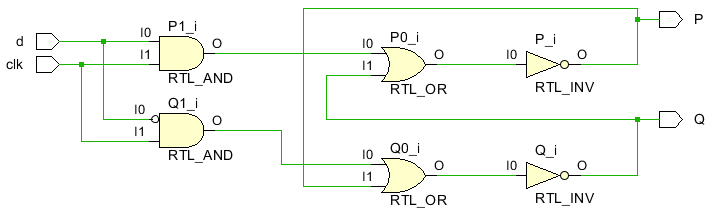 P1_i
d
I0
I1
O
clk
RTL_AND
Q1_i
I0
I1
O
RTL_AND
P0_i
I0
I1
O
RTL_OR
P_i
I0
O
RTL_INV
P
Q
Q0_i
I0
I1
O
RTL_OR
Q_i
I0
O
RTL_INV